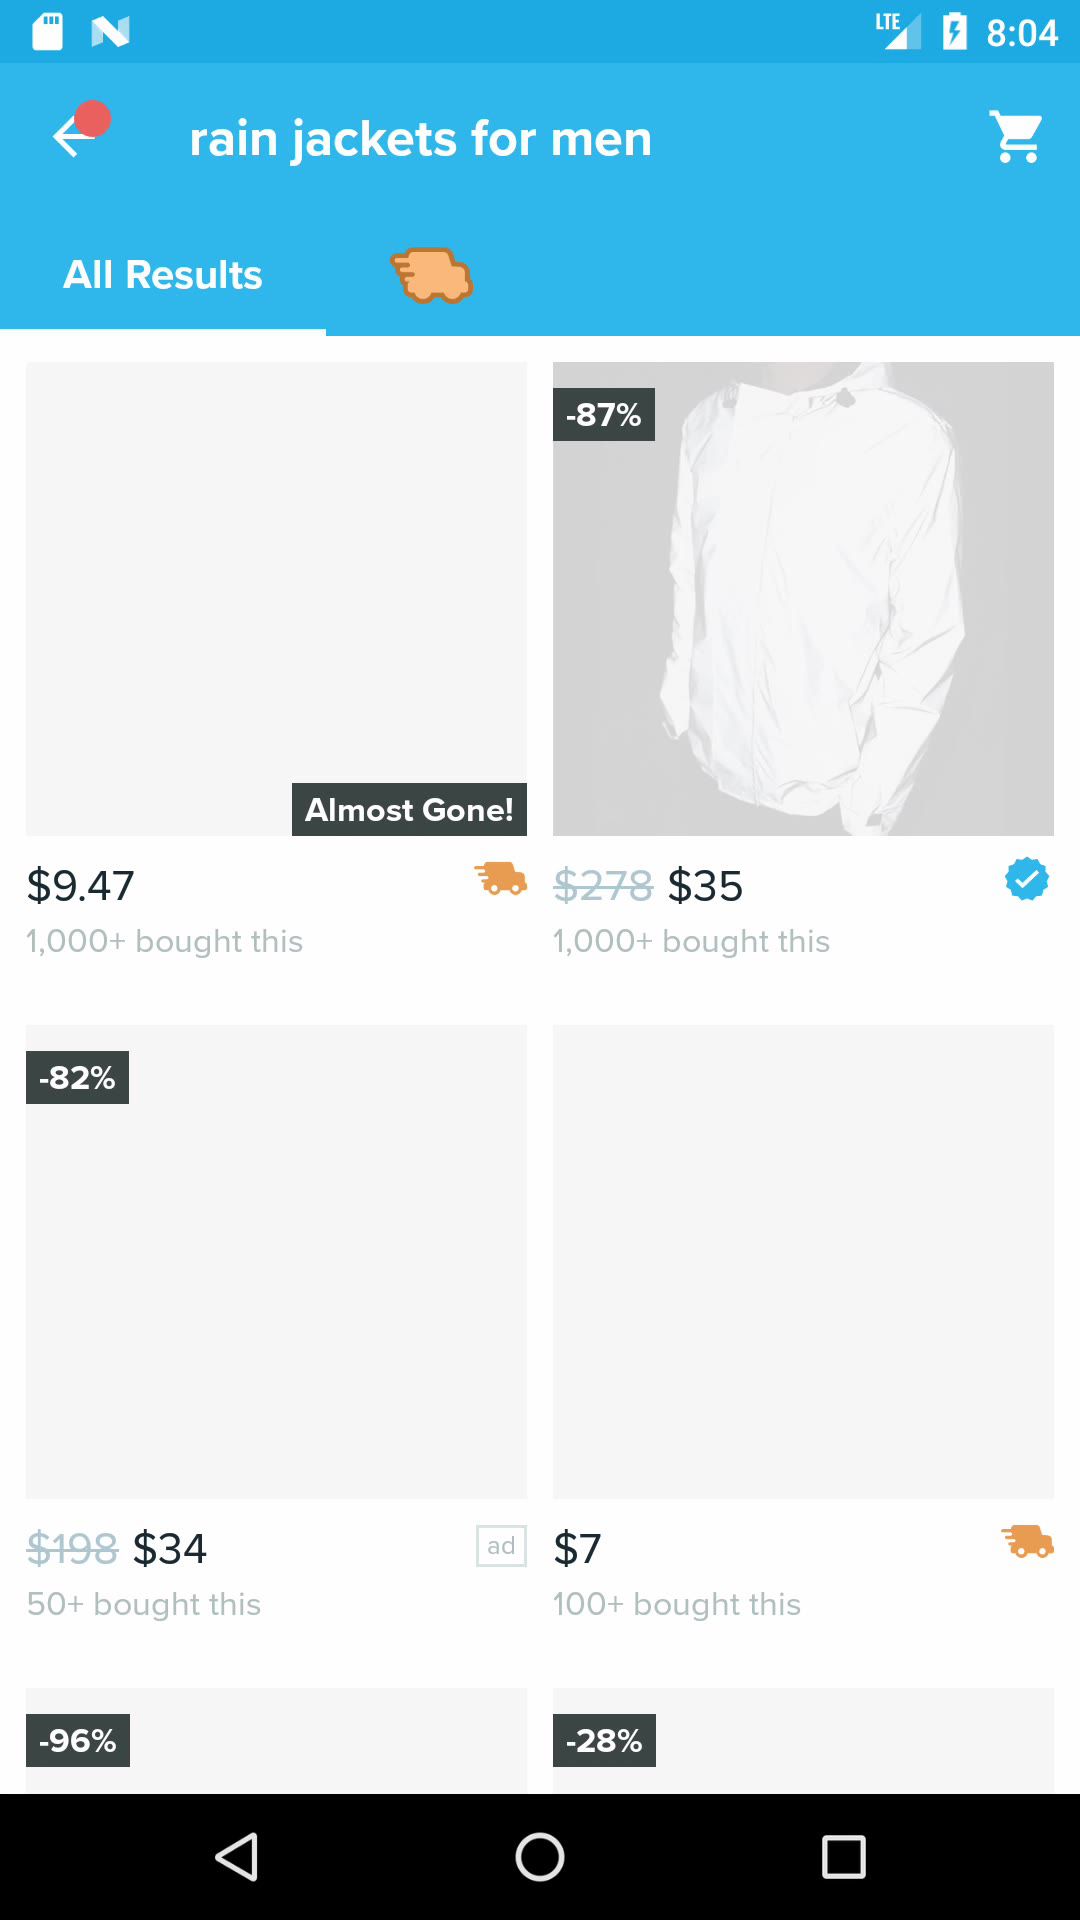 LTE 8:04
rain jackets for men
All Results
-87%
Almost Gone!
$9.47
$278 $35
1,000+ bought this
1,000+ bought this
-82%
$198 $34
ad
$7
50+ bought this
100+ bought this
-96%
-28%